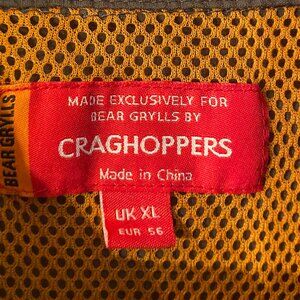 BEAR GRYLLS
MADE EXCLUSIVELY FOR
BEAR GRYLLS BY
CRAGHOPPERS
Made in China
UK XL
EUR 56